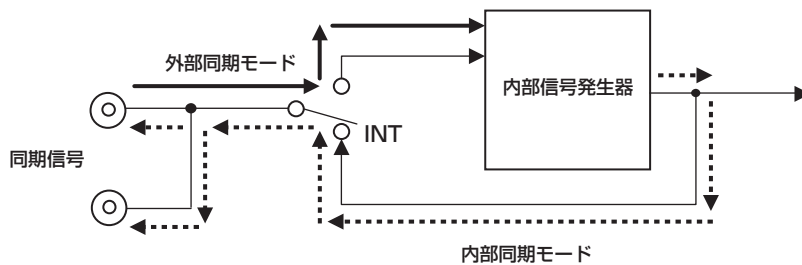 外部同期モード
内部信号発生器
INT
同期信号
内部同期モード